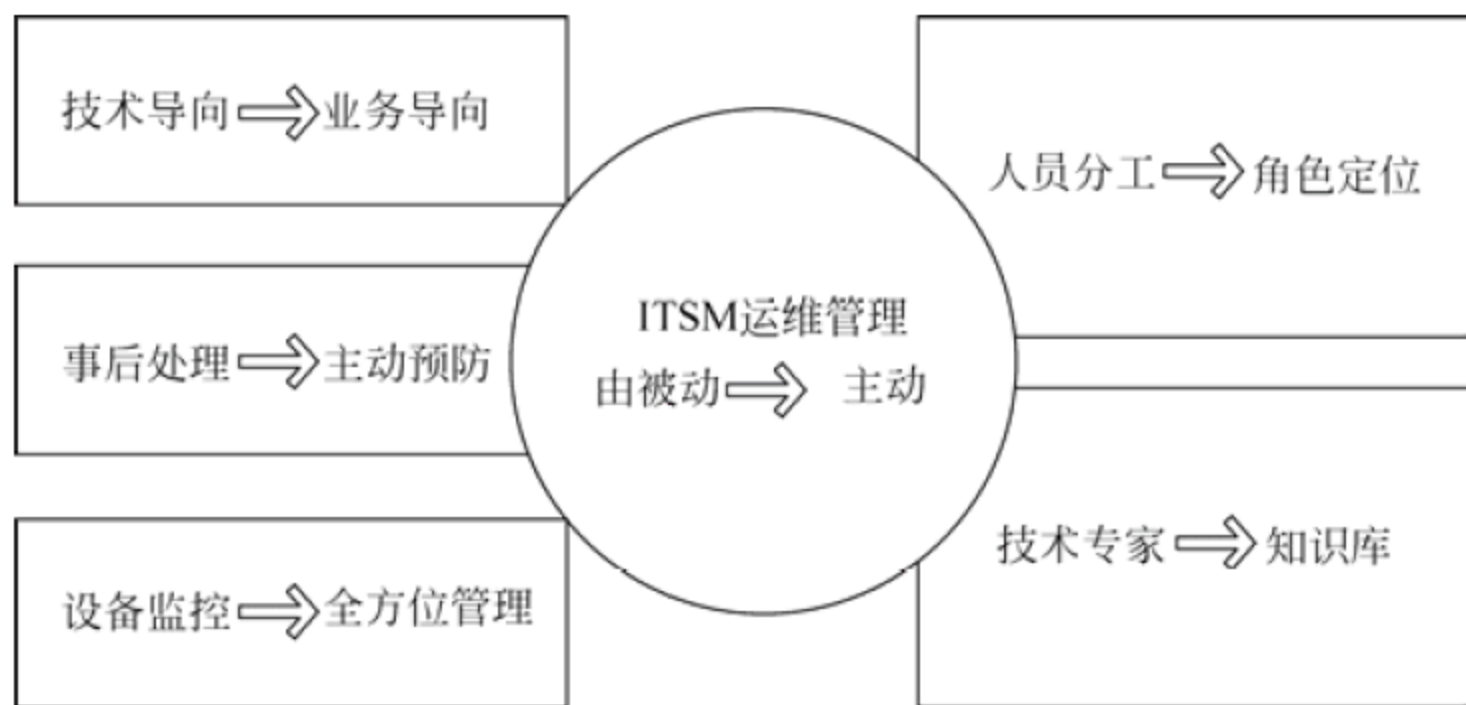 技术导向 业务导向
事后处理 主动预防
设备监控 全方位管理
ITSM运维管理
由被动 主动
人员分工 角色定位
技术专家 知识库